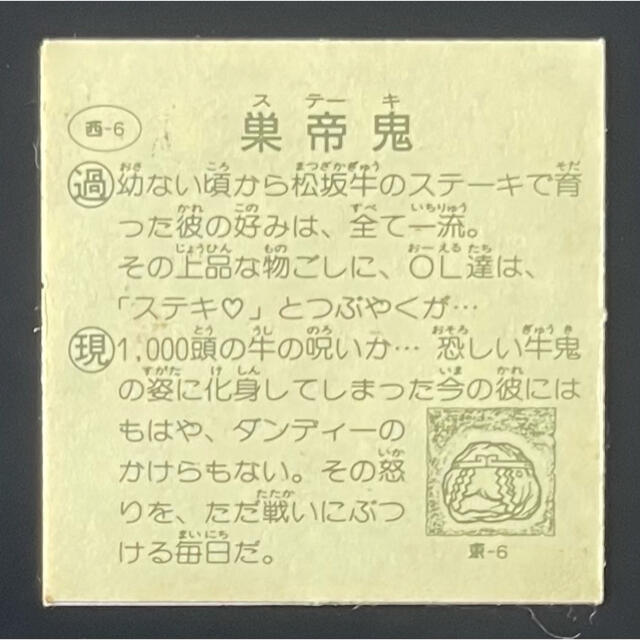 西-6
ステーキ
巣帝鬼
過 幼ない頃から松坂牛のステーキで育
った彼の好みは、全て一流。
その上品な物ごしに、OL達は、
「ステキ♡」とつぶやくが…
現 1,000頭の牛の呪いか… 恐しい牛鬼
の姿に化身してしまった今の彼には
もはや、ダンディーの
かけらもない。その怒
りを、ただ戦いにぶつ
ける毎日だ。
東-6